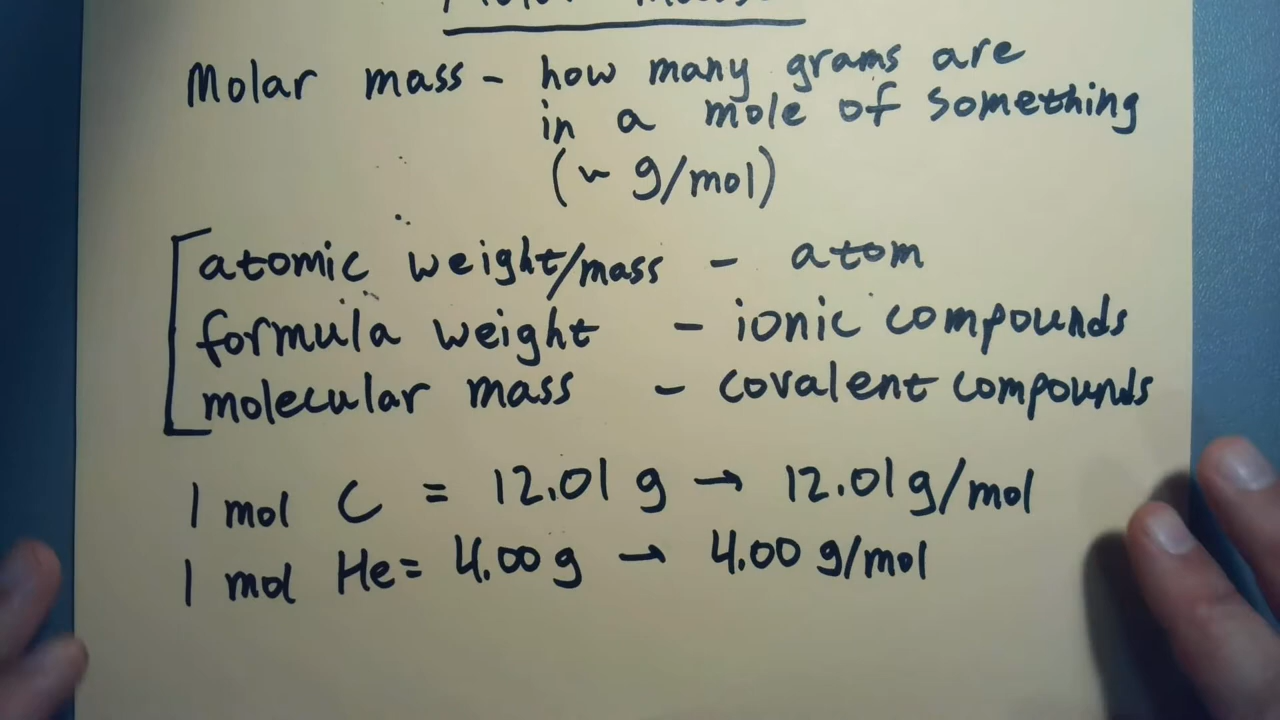 Molar mass - how many grams are
in a mole of something
(~ g/mol)
atomic weight/mass - atom
formula weight - ionic compounds
molecular mass - covalent compounds
1 mol C = 12.01 g → 12.01 g/mol
1 mol He = 4.00 g → 4.00 g/mol